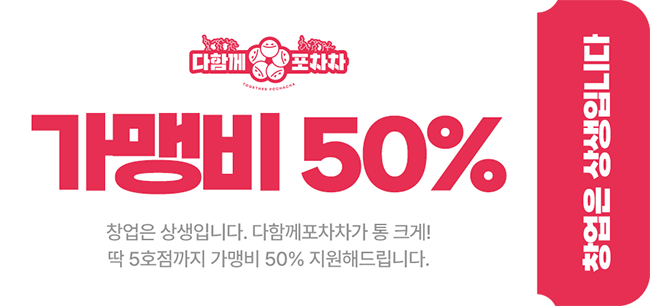 다함께 포차차
TOGETHER POCHACHA
가맹비 50%
창업은 상생입니다. 다함께포차차가 통 크게!
딱 5호점까지 가맹비 50% 지원해드립니다.
창업은 상생입니다